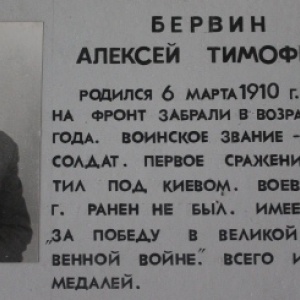 БЕРВИН
АЛЕКСЕЙ ТИМОФЕ
РОДИЛСЯ 6 МАРТА 1910 Г.
НА ФРОНТ ЗАБРАЛИ В ВОЗРА
ГОДА. ВОИНСКОЕ ЗВАНИЕ -
СОЛДАТ. ПЕРВОЕ СРАЖЕНИ
ТИЛ ПОД КИЕВОМ. ВОЕВ
Г. РАНЕН НЕ БЫЛ. ИМЕЕ
„ЗА ПОБЕДУ В ВЕЛИКОЙ
ВЕННОЙ ВОЙНЕ." ВСЕГО И
МЕДАЛЕЙ.